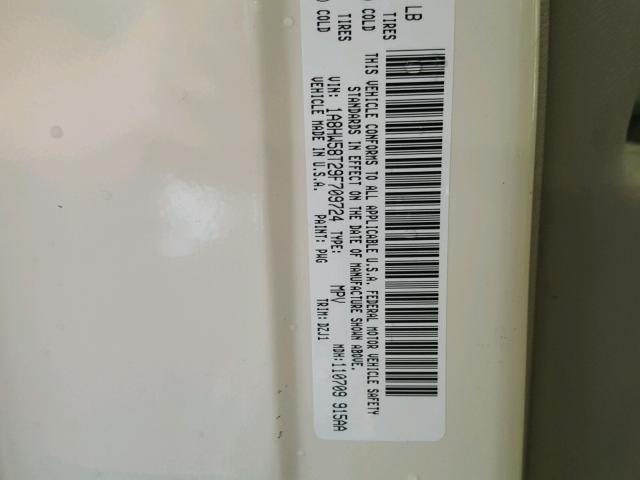 LB
TIRES COLD
TIRES COLD
THIS VEHICLE CONFORMS TO ALL APPLICABLE U.S.A. FEDERAL MOTOR VEHICLE SAFETY
STANDARDS IN EFFECT ON THE DATE OF MANUFACTURE SHOWN ABOVE.
VIN: 1A8HW58T29F709724 TYPE: MPV MDH:110709 915AA
VEHICLE MADE IN U.S.A. PAINT: PWG TRIM: DZJ1